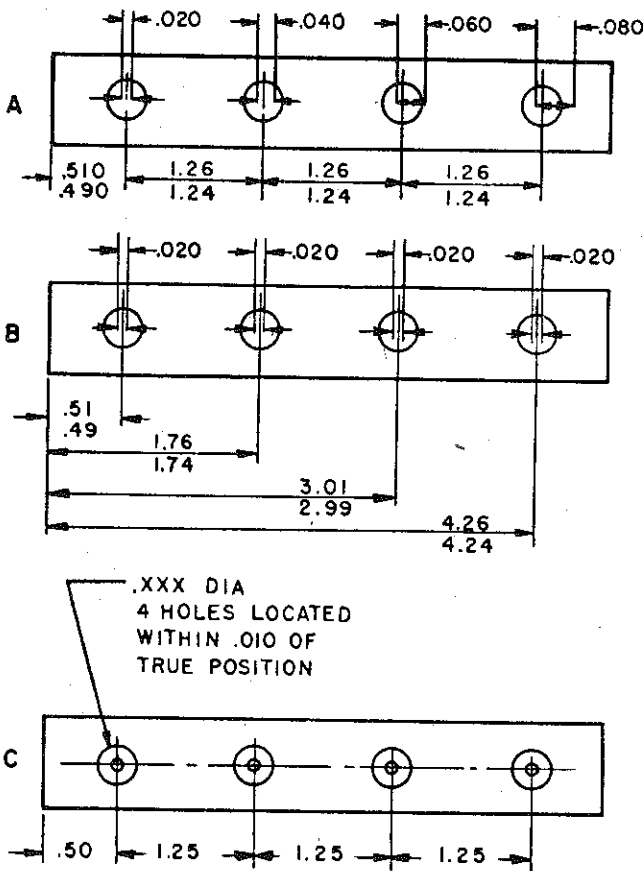 .020 .040 .060 .080
A
.510 1.26 1.26 1.26
.490 1.24 1.24 1.24
.020 .020 .020 .020
B
.51
.49
1.76
1.74
3.01
2.99
4.26
4.24
.XXX DIA
4 HOLES LOCATED
WITHIN .010 OF
TRUE POSITION
C
.50 1.25 1.25 1.25